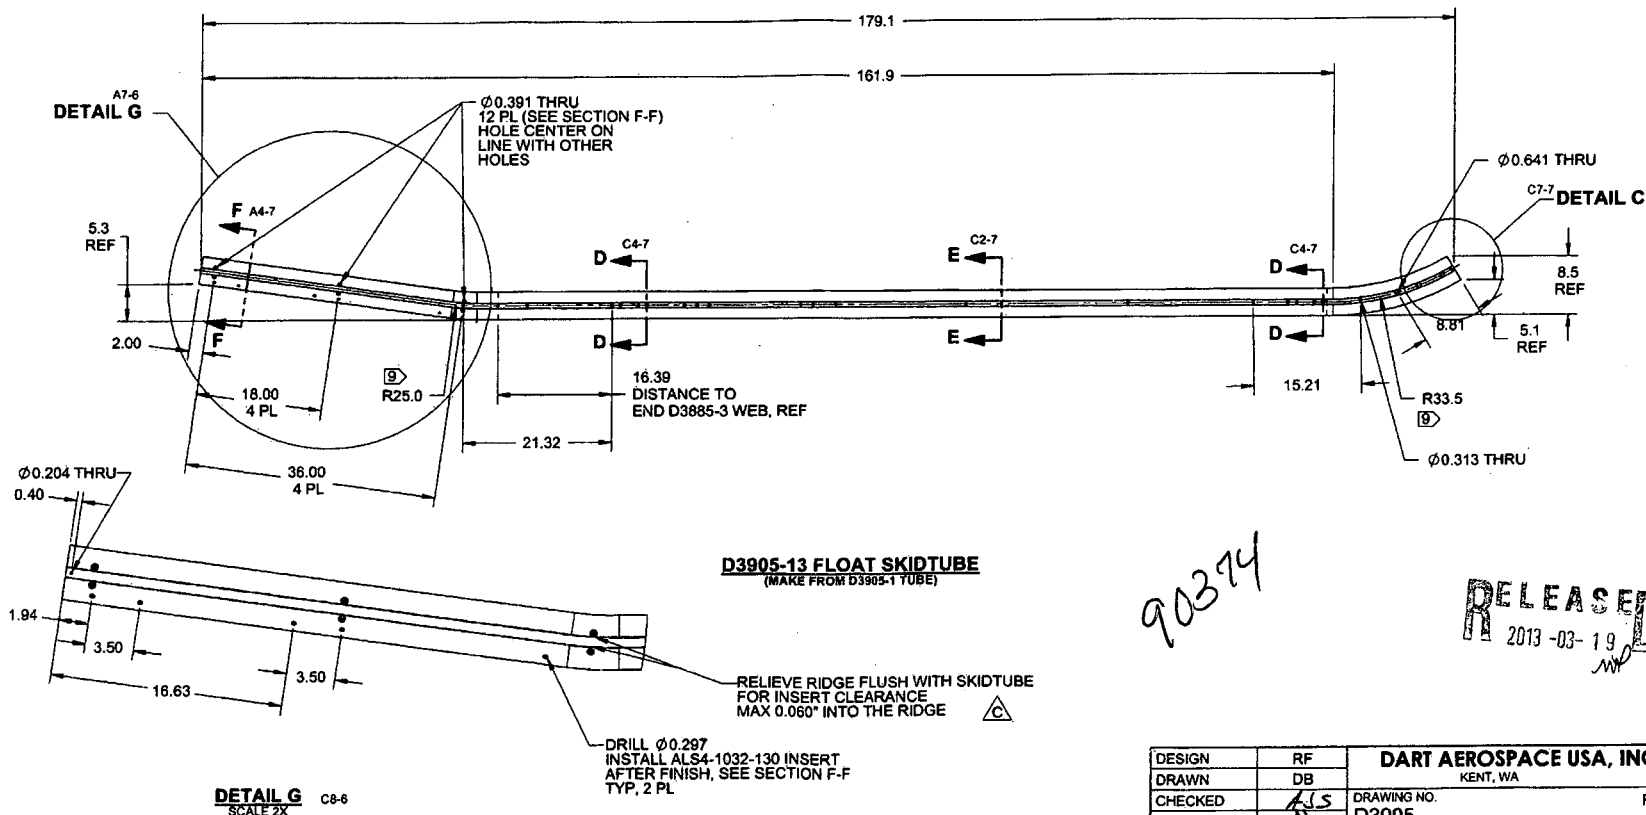 179.1
161.9
A7-6
DETAIL G
Ø0.391 THRU
12 PL (SEE SECTION F-F)
HOLE CENTER ON
LINE WITH OTHER
HOLES
Ø0.641 THRU
C7-7
DETAIL C
F A4-7
5.3
REF
D C4-7
E C2-7
D C4-7
8.5
REF
F
D
E
D
8.81
5.1
REF
2.00
18.00
4 PL
9
R25.0
16.39
DISTANCE TO
END D3885-3 WEB, REF
15.21
R33.5
9
21.32
Ø0.313 THRU
36.00
4 PL
Ø0.204 THRU
0.40
D3905-13 FLOAT SKIDTUBE
(MAKE FROM D3905-1 TUBE)
90374
RELEASED
2013-03-19
1.94
3.50
16.63
3.50
RELIEVE RIDGE FLUSH WITH SKIDTUBE
FOR INSERT CLEARANCE
MAX 0.060" INTO THE RIDGE C
DRILL Ø0.297
INSTALL ALS4-1032-130 INSERT
AFTER FINISH, SEE SECTION F-F
TYP, 2 PL
DETAIL G C8-6
SCALE 2X
DESIGN RF DART AEROSPACE USA, INC
DRAWN DB KENT, WA
CHECKED AJS DRAWING NO.
D3905